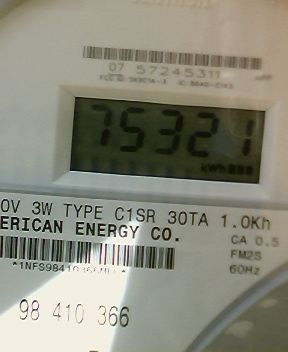 07 57245311
75321
kWh
0V 3W TYPE C1SR 30TA 1.0Kh
ERICAN ENERGY CO.
CA 0.5
FM2S
60Hz
98 410 366